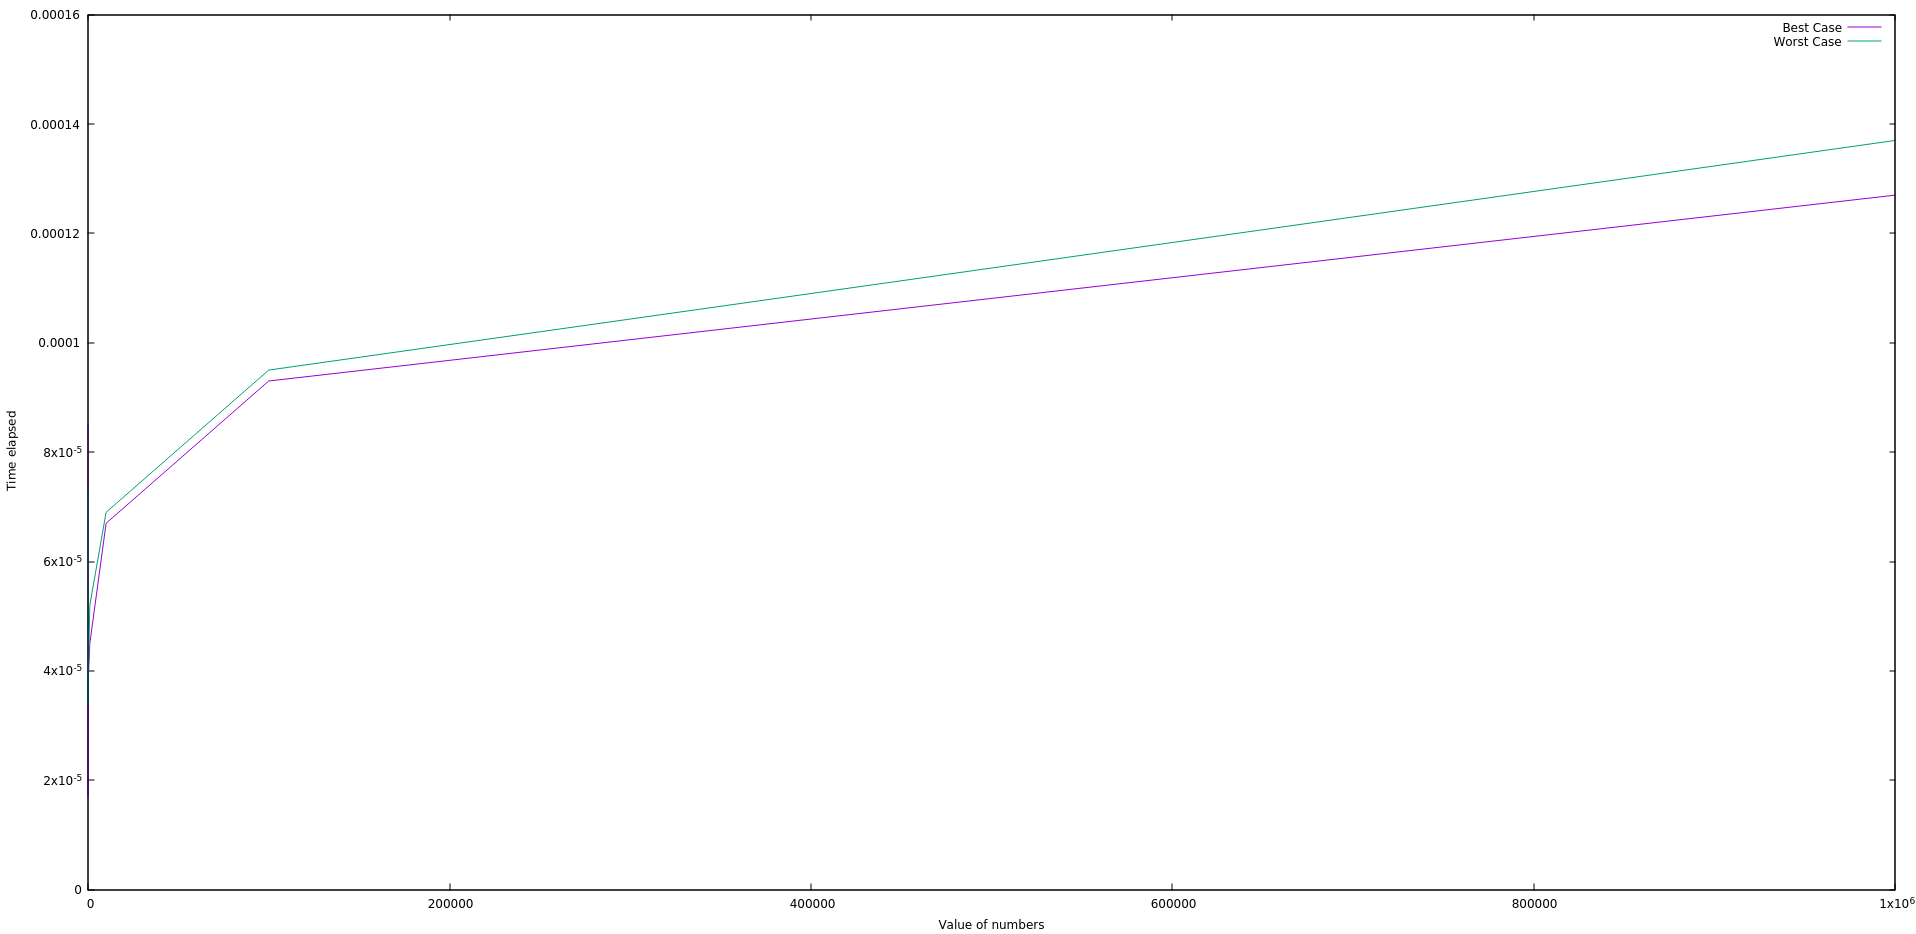 0.00016
0.00014
0.00012
0.0001
8x10⁻⁵
6x10⁻⁵
4x10⁻⁵
2x10⁻⁵
0
0 200000 400000 600000 800000 1x10⁶
Time elapsed
Value of numbers
Best Case
Worst Case